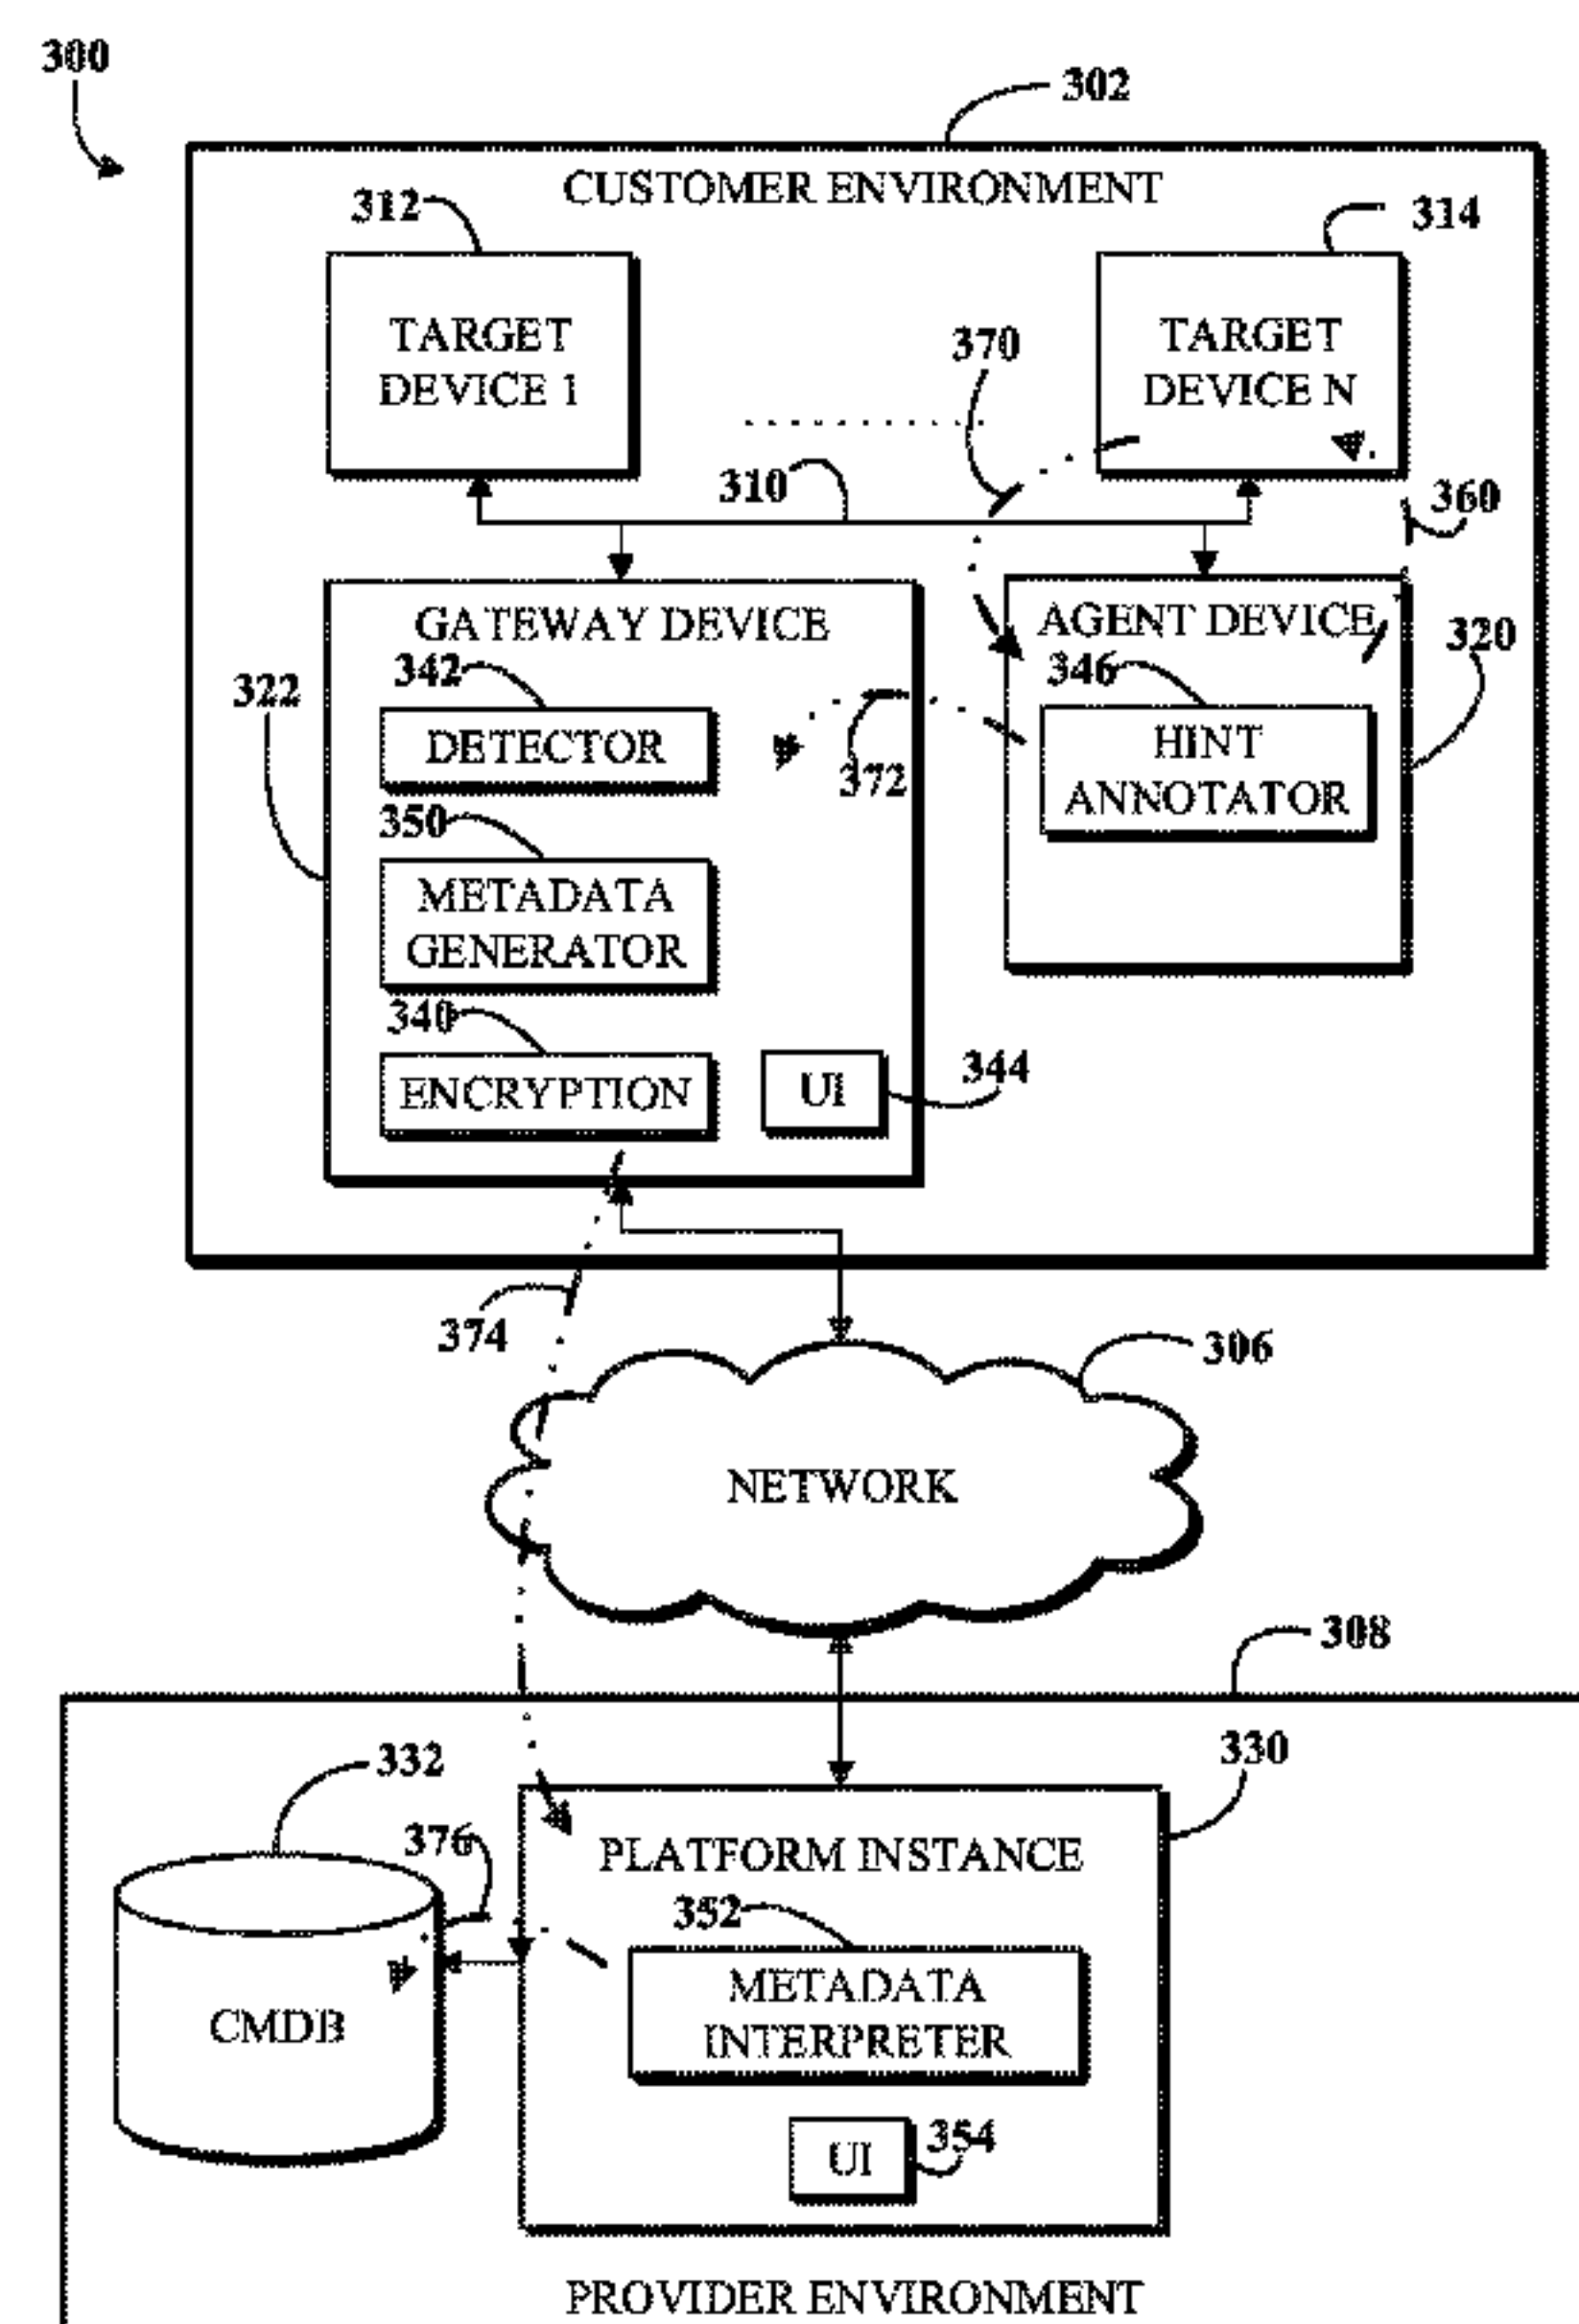 300
302
CUSTOMER ENVIRONMENT
312
314
TARGET
DEVICE 1
370
TARGET
DEVICE N
..........
310
360
GATEWAY DEVICE
AGENT DEVICE
342
346
320
322
DETECTOR
372
HINT
ANNOTATOR
350
METADATA
GENERATOR
340
ENCRYPTION
UI
344
374
306
NETWORK
308
332
330
376
PLATFORM INSTANCE
352
METADATA
INTERPRETER
CMDB
UI
354
PROVIDER ENVIRONMENT